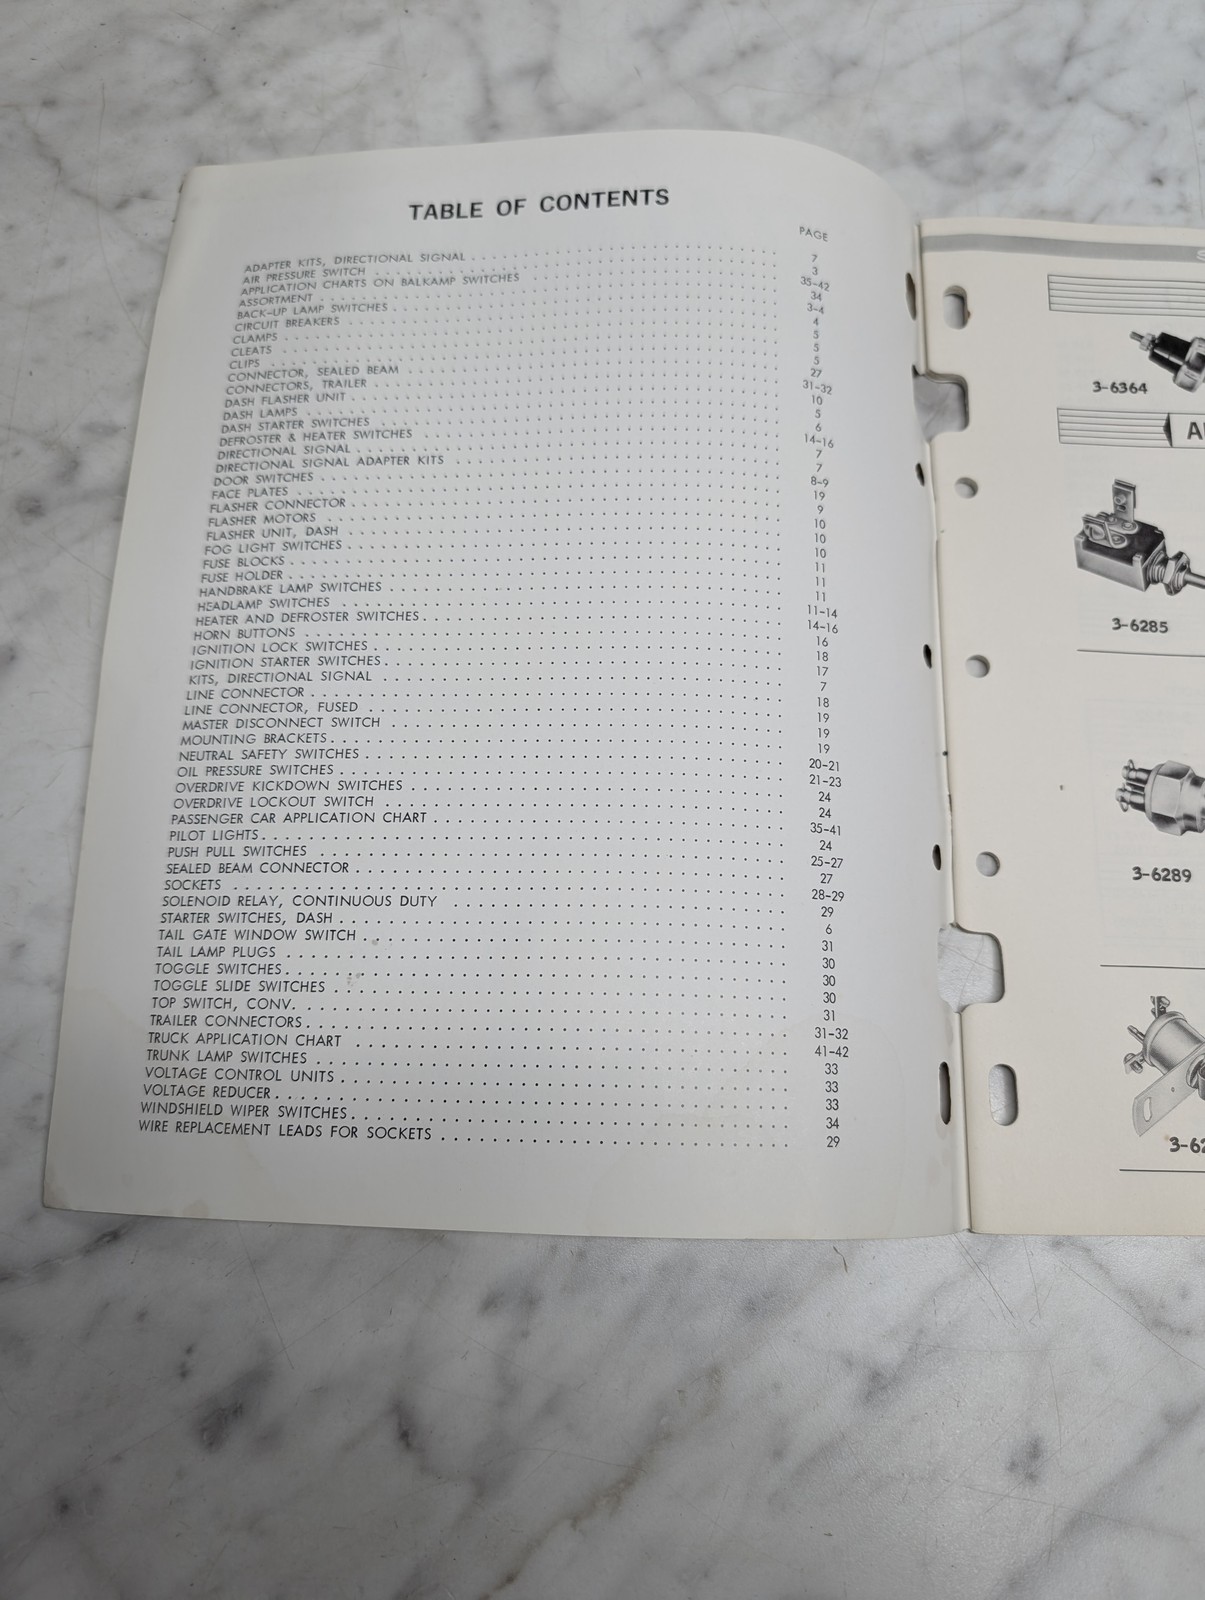 TABLE OF CONTENTS
PAGE
ADAPTER KITS, DIRECTIONAL SIGNAL 7
AIR PRESSURE SWITCH 3
APPLICATION CHARTS ON BALKAMP SWITCHES 35-42
ASSORTMENT 34
BACK-UP LAMP SWITCHES 3-4
CIRCUIT BREAKERS 4
CLAMPS 5
CLEATS 5
CLIPS 5
CONNECTOR, SEALED BEAM 27
CONNECTORS, TRAILER 31-32
DASH FLASHER UNIT 10
DASH LAMPS 5
DASH STARTER SWITCHES 6
DEFROSTER & HEATER SWITCHES 14-16
DIRECTIONAL SIGNAL 7
DIRECTIONAL SIGNAL ADAPTER KITS 7
DOOR SWITCHES 8-9
FACE PLATES 19
FLASHER CONNECTOR 9
FLASHER MOTORS 10
FLASHER UNIT, DASH 10
FOG LIGHT SWITCHES 10
FUSE BLOCKS 11
FUSE HOLDER 11
HANDBRAKE LAMP SWITCHES 11
HEADLAMP SWITCHES 11-14
HEATER AND DEFROSTER SWITCHES 14-16
HORN BUTTONS 16
IGNITION LOCK SWITCHES 18
IGNITION STARTER SWITCHES 17
KITS, DIRECTIONAL SIGNAL 7
LINE CONNECTOR 18
LINE CONNECTOR, FUSED 19
MASTER DISCONNECT SWITCH 19
MOUNTING BRACKETS 19
NEUTRAL SAFETY SWITCHES 20-21
OIL PRESSURE SWITCHES 21-23
OVERDRIVE KICKDOWN SWITCHES 24
OVERDRIVE LOCKOUT SWITCH 24
PASSENGER CAR APPLICATION CHART 35-41
PILOT LIGHTS 24
PUSH PULL SWITCHES 25-27
SEALED BEAM CONNECTOR 27
SOCKETS 28-29
SOLENOID RELAY, CONTINUOUS DUTY 29
STARTER SWITCHES, DASH 6
TAIL GATE WINDOW SWITCH 31
TAIL LAMP PLUGS 30
TOGGLE SWITCHES 30
TOGGLE SLIDE SWITCHES 30
TOP SWITCH, CONV. 31
TRAILER CONNECTORS 31-32
TRUCK APPLICATION CHART 41-42
TRUNK LAMP SWITCHES 33
VOLTAGE CONTROL UNITS 33
VOLTAGE REDUCER 33
WINDSHIELD WIPER SWITCHES 34
WIRE REPLACEMENT LEADS FOR SOCKETS 29
3-6364
3-6285
3-6289